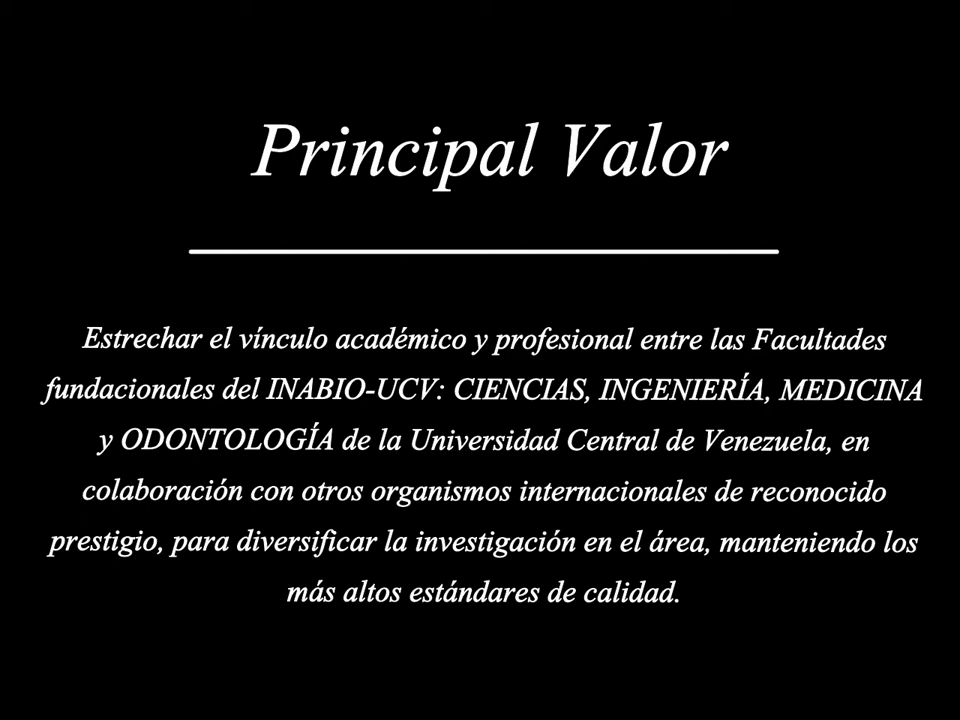 Principal Valor
Estrechar el vínculo académico y profesional entre las Facultades
fundacionales del INABIO-UCV: CIENCIAS, INGENIERÍA, MEDICINA
y ODONTOLOGÍA de la Universidad Central de Venezuela, en
colaboración con otros organismos internacionales de reconocido
prestigio, para diversificar la investigación en el área, manteniendo los
más altos estándares de calidad.